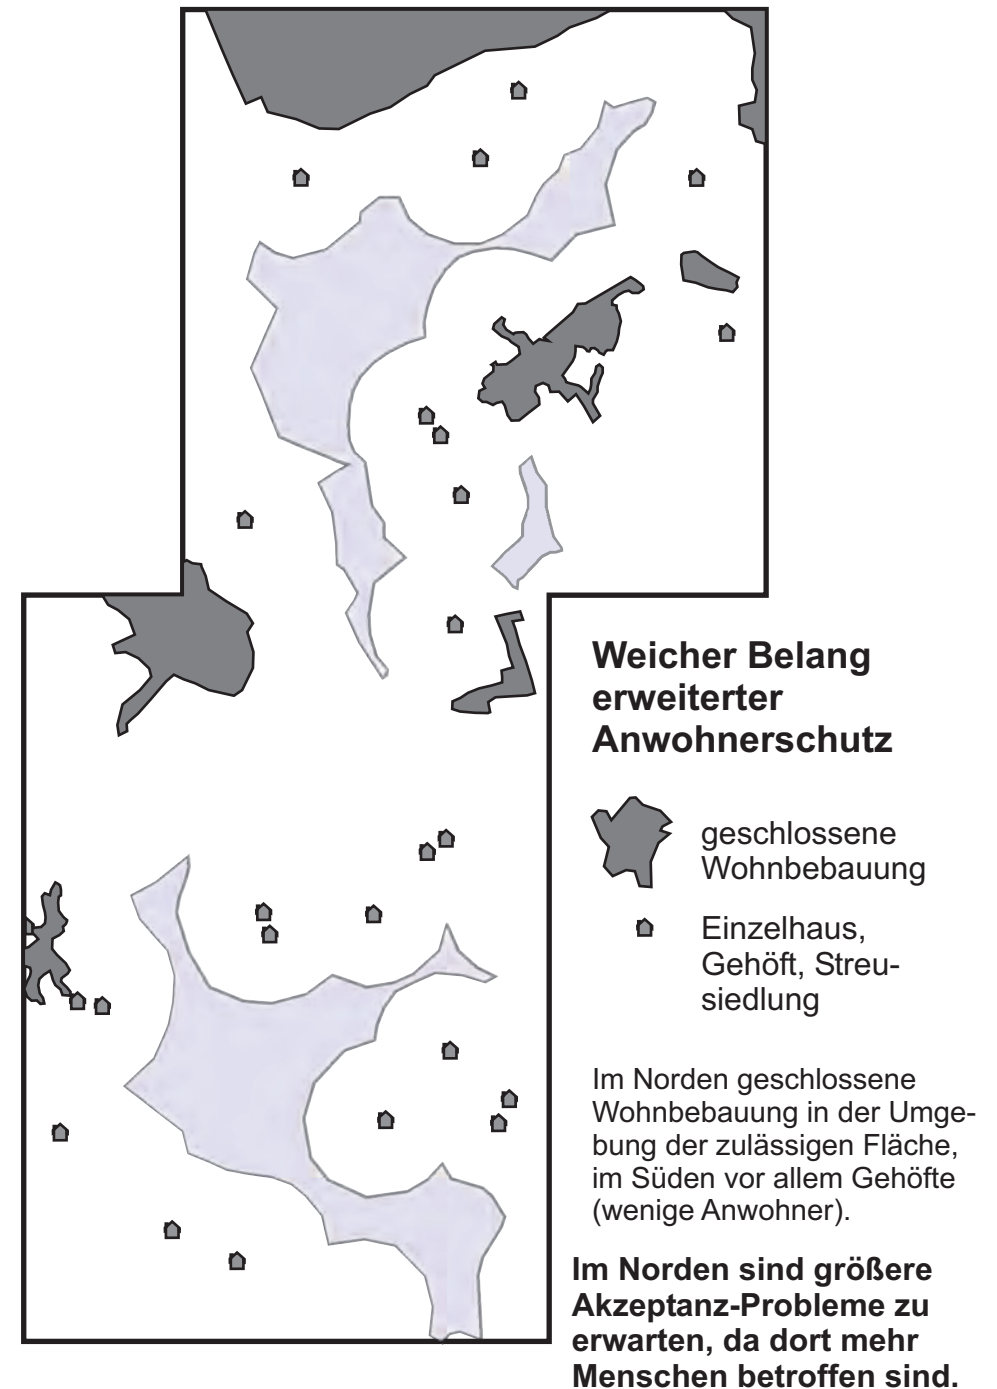 Weicher Belang
erweiterter
Anwohnerschutz
geschlossene
Wohnbebauung
Einzelhaus,
Gehöft, Streu-
siedlung
Im Norden geschlossene
Wohnbebauung in der Umge-
bung der zulässigen Fläche,
im Süden vor allem Gehöfte
(wenige Anwohner).
Im Norden sind größere
Akzeptanz-Probleme zu
erwarten, da dort mehr
Menschen betroffen sind.